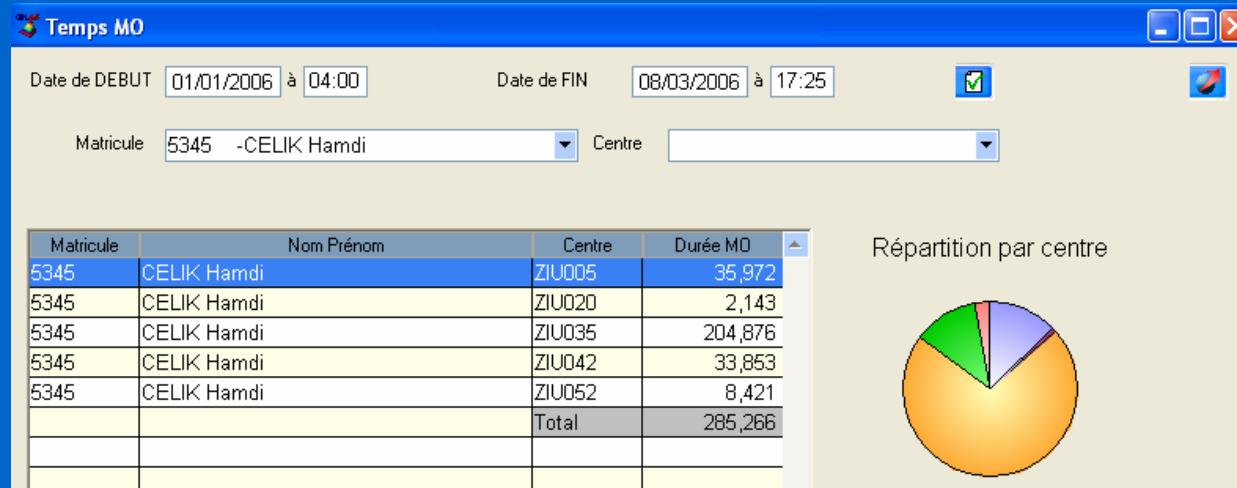 Temps MO
Date de DEBUT 01/01/2006 à 04:00 Date de FIN 08/03/2006 à 17:25
Matricule 5345 -CELIK Hamdi Centre
Matricule Nom Prénom Centre Durée MO
Répartition par centre
5345 CELIK Hamdi ZIU005 35,972
5345 CELIK Hamdi ZIU020 2,143
5345 CELIK Hamdi ZIU035 204,876
5345 CELIK Hamdi ZIU042 33,853
5345 CELIK Hamdi ZIU052 8,421
Total 285,266